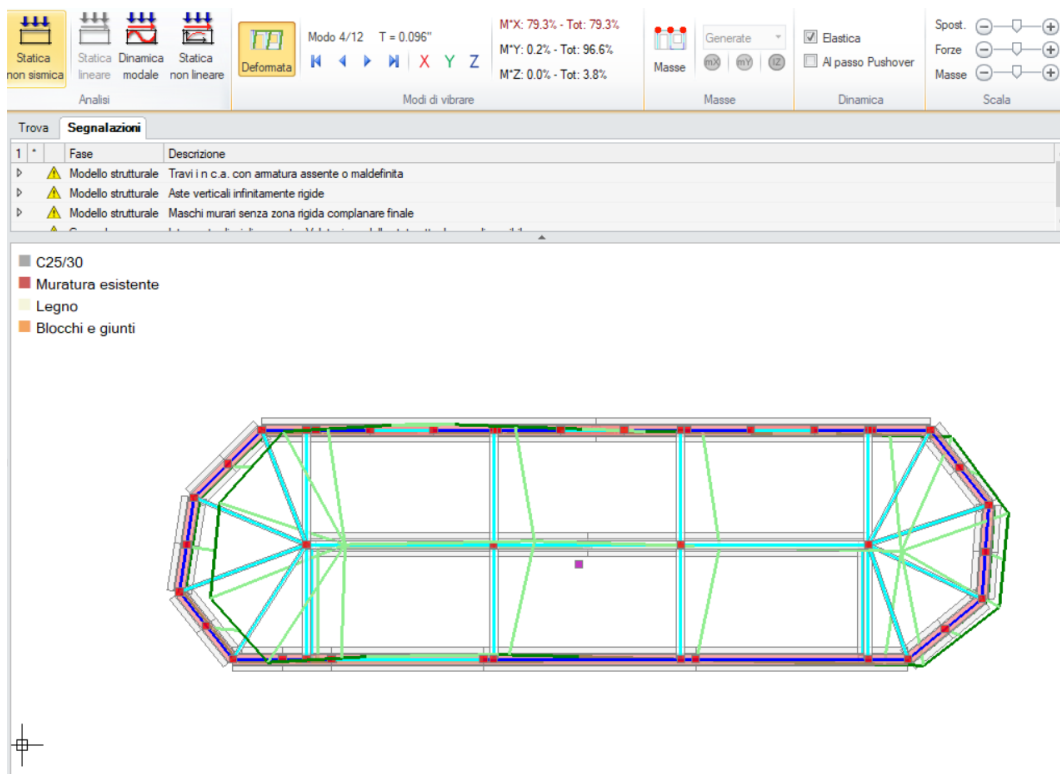 Statica
non sismica
Statica
lineare
Dinamica
modale
Statica
non lineare
Analisi
Deformata
Modo 4/12 T = 0.096"
X Y Z
M*X: 79.3% - Tot: 79.3%
M*Y: 0.2% - Tot: 96.6%
M*Z: 0.0% - Tot: 3.8%
Modi di vibrare
Masse
Generate
mX mY IZ
Masse
Elastica
Al passo Pushover
Dinamica
Spost.
Forze
Masse
Scala
Trova Segnalazioni
1 * Fase Descrizione
Modello strutturale Travi i n c.a. con armatura assente o maldefinita
Modello strutturale Aste verticali infinitamente rigide
Modello strutturale Maschi murari senza zona rigida complanare finale
C25/30
Muratura esistente
Legno
Blocchi e giunti